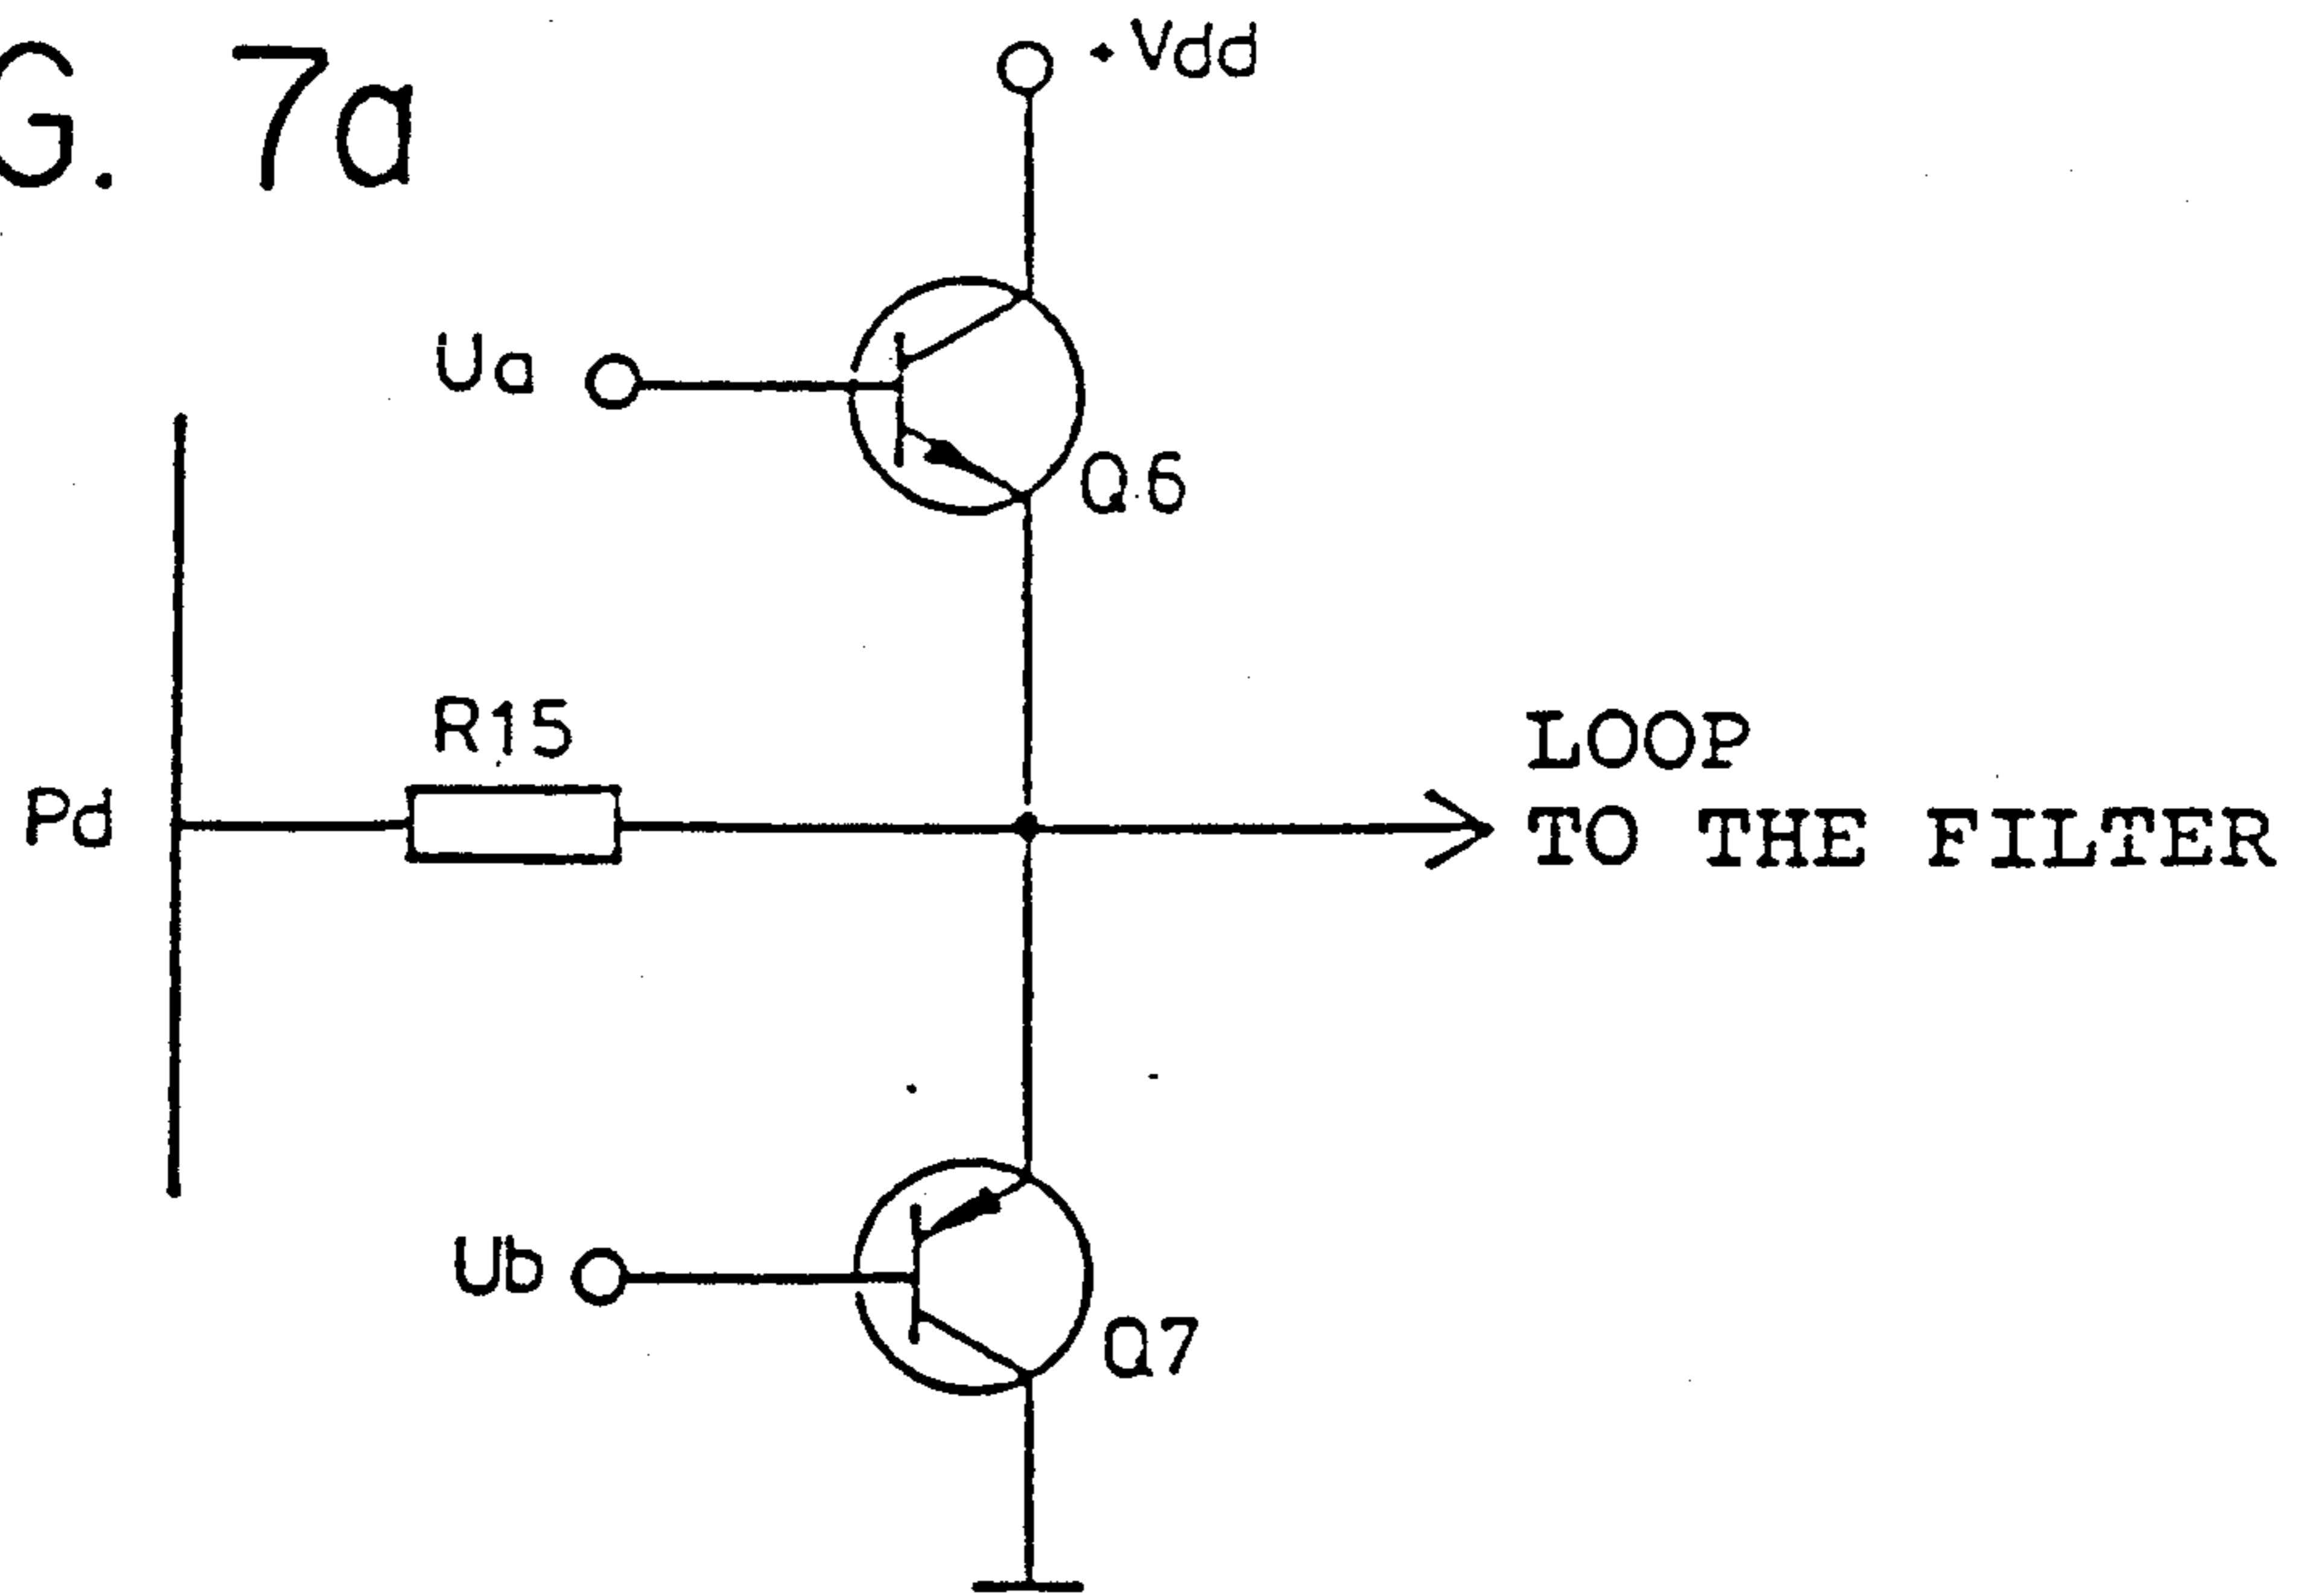 G. 7a
+Vdd
Ua
Q6
R15
Pd
LOOP
TO THE FILTER
Ub
Q7